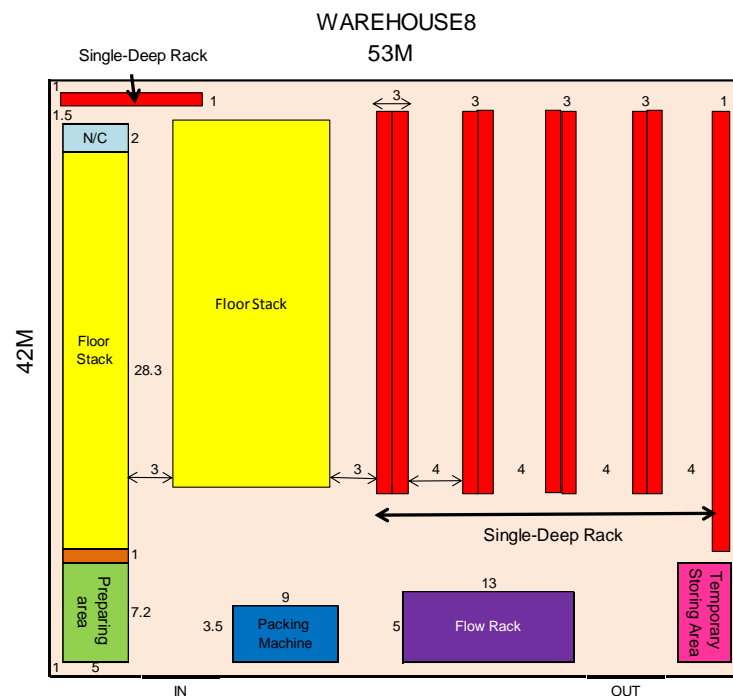 WAREHOUSE8
53M
Single-Deep Rack
1
1
1.5
N/C
2
3
3
3
3
1
Floor Stack
Floor
Stack
42M
28.3
3
3
4
4
4
4
Single-Deep Rack
1
Preparing
area
7.2
9
3.5
Packing
Machine
13
5
Flow Rack
Temporary
Storing Area
1
5
IN
OUT